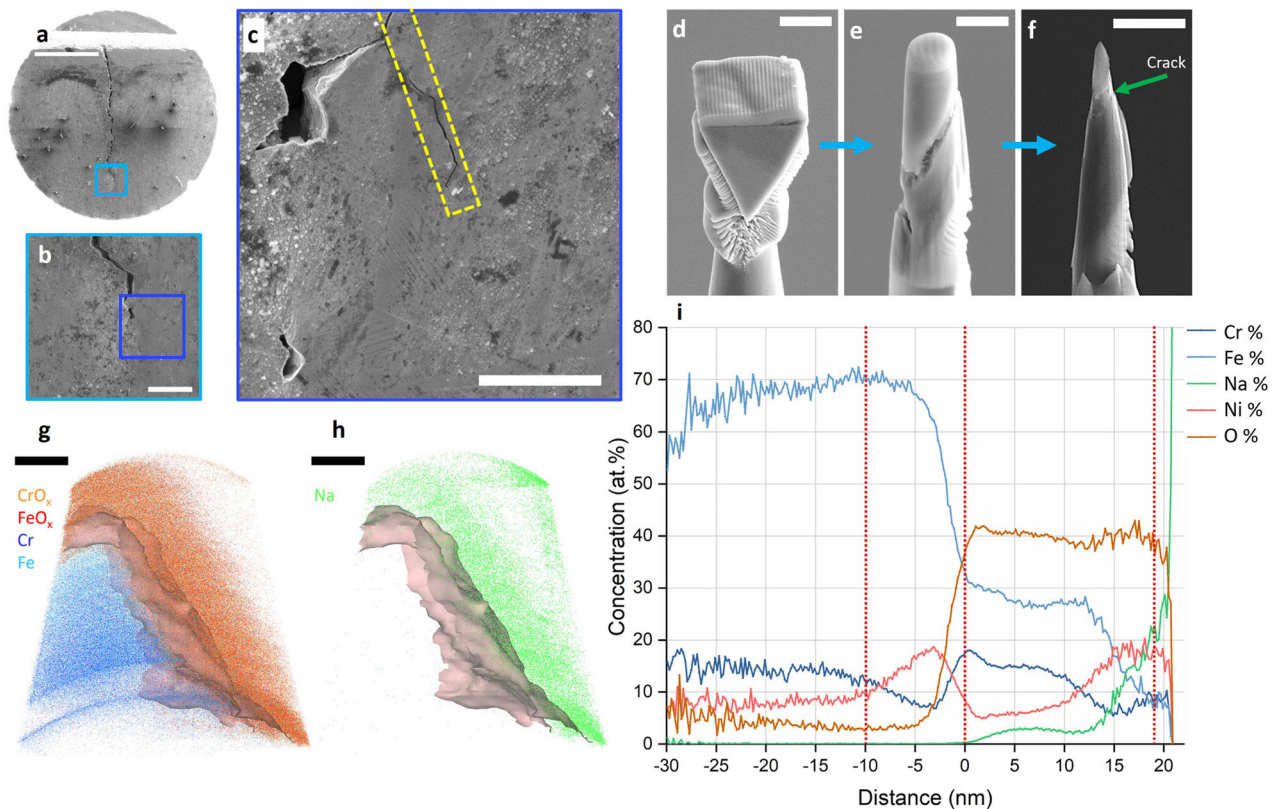 a
b
c
d
e
f
Crack
g
CrOₓ
FeOₓ
Cr
Fe
h
Na
i
Concentration (at.%)
80
70
60
50
40
30
20
10
0
-30
-25
-20
-15
-10
-5
0
5
10
15
20
Distance (nm)
Cr %
Fe %
Na %
Ni %
O %